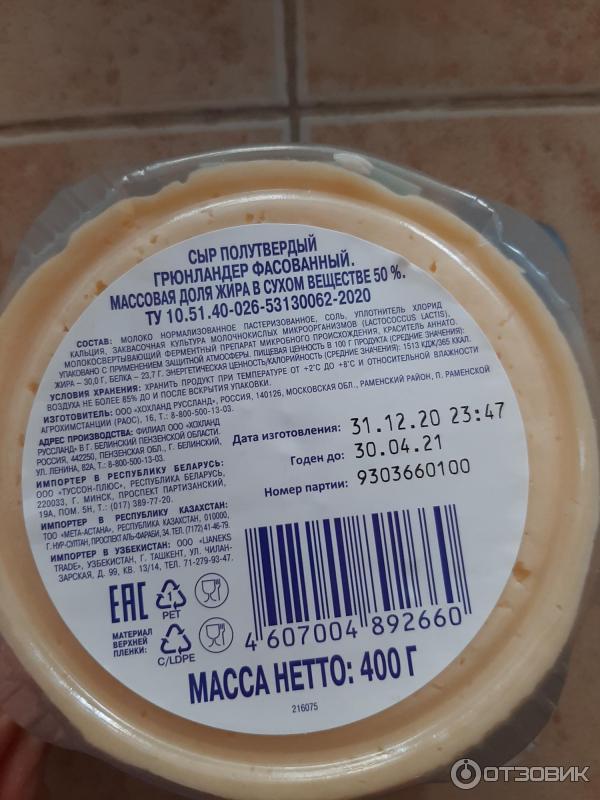 СЫР ПОЛУТВЕРДЫЙ
ГРЮНЛАНДЕР ФАСОВАННЫЙ.
МАССОВАЯ ДОЛЯ ЖИРА В СУХОМ ВЕЩЕСТВЕ 50 %.
ТУ 10.51.40-026-53130062-2020
СОСТАВ: МОЛОКО НОРМАЛИЗОВАННОЕ ПАСТЕРИЗОВАННОЕ, СОЛЬ, УПЛОТНИТЕЛЬ ХЛОРИД
КАЛЬЦИЯ, ЗАКВАСОЧНАЯ КУЛЬТУРА МОЛОЧНОКИСЛЫХ МИКРООРГАНИЗМОВ (LACTOCOCCUS LACTIS),
МОЛОКОСВЕРТЫВАЮЩИЙ ФЕРМЕНТНЫЙ ПРЕПАРАТ МИКРОБНОГО ПРОИСХОЖДЕНИЯ, КРАСИТЕЛЬ АННАТО.
УПАКОВАНО С ПРИМЕНЕНИЕМ ЗАЩИТНОЙ АТМОСФЕРЫ. ПИЩЕВАЯ ЦЕННОСТЬ В 100 Г ПРОДУКТА (СРЕДНИЕ ЗНАЧЕНИЯ):
ЖИРА – 30,0 Г, БЕЛКА – 23,7 Г. ЭНЕРГЕТИЧЕСКАЯ ЦЕННОСТЬ/КАЛОРИЙНОСТЬ (СРЕДНИЕ ЗНАЧЕНИЯ): 1513 КДЖ/365 ККАЛ.
УСЛОВИЯ ХРАНЕНИЯ: ХРАНИТЬ ПРОДУКТ ПРИ ТЕМПЕРАТУРЕ ОТ +2°С ДО +8°С И ОТНОСИТЕЛЬНОЙ ВЛАЖНОСТИ
ВОЗДУХА НЕ БОЛЕЕ 85% ДО И ПОСЛЕ ВСКРЫТИЯ УПАКОВКИ.
ИЗГОТОВИТЕЛЬ: ООО «ХОХЛАНД РУССЛАНД», РОССИЯ, 140126, МОСКОВСКАЯ ОБЛ., РАМЕНСКИЙ РАЙОН, П. РАМЕНСКОЙ
АГРОХИМСТАНЦИИ (РАОС), 16, Т.: 8-800-500-13-03.
АДРЕС ПРОИЗВОДСТВА: ФИЛИАЛ ООО «ХОХЛАНД
РУССЛАНД» В Г. БЕЛИНСКИЙ ПЕНЗЕНСКОЙ ОБЛАСТИ.
РОССИЯ, 442250, ПЕНЗЕНСКАЯ ОБЛ., Г. БЕЛИНСКИЙ,
УЛ. ЛЕНИНА, 82А, Т.: 8-800-500-13-03.
ИМПОРТЕР В РЕСПУБЛИКУ БЕЛАРУСЬ:
ООО «ТУССОН-ПЛЮС», РЕСПУБЛИКА БЕЛАРУСЬ,
220033, Г. МИНСК, ПРОСПЕКТ ПАРТИЗАНСКИЙ,
19А, ПОМ. 5Н, Т.: (017) 389-77-20.
ИМПОРТЕР В РЕСПУБЛИКУ КАЗАХСТАН:
ТОО «МЕТА-АСТАНА», РЕСПУБЛИКА КАЗАХСТАН, 010000,
Г. НУР-СУЛТАН, ПРОСПЕКТ АЛЬ-ФАРАБИ, 34. ТЕЛ. (7172) 41-46-79.
ИМПОРТЕР В УЗБЕКИСТАН: ООО «LIANEKS
TRADE», УЗБЕКИСТАН, Г. ТАШКЕНТ, УЛ. ЧИЛАН-
ЗАРСКАЯ, Д. 99, КВ. 13/14, ТЕЛ. 71-279-93-47.
Дата изготовления: 31.12.20 23:47
Годен до: 30.04.21
Номер партии: 9303660100
EAC
1
PET
МАТЕРИАЛ
ВЕРХНЕЙ
ПЛЕНКИ:
C/LDPE
4 607004 892660
МАССА НЕТТО: 400 Г
216075
ОТЗОВИК